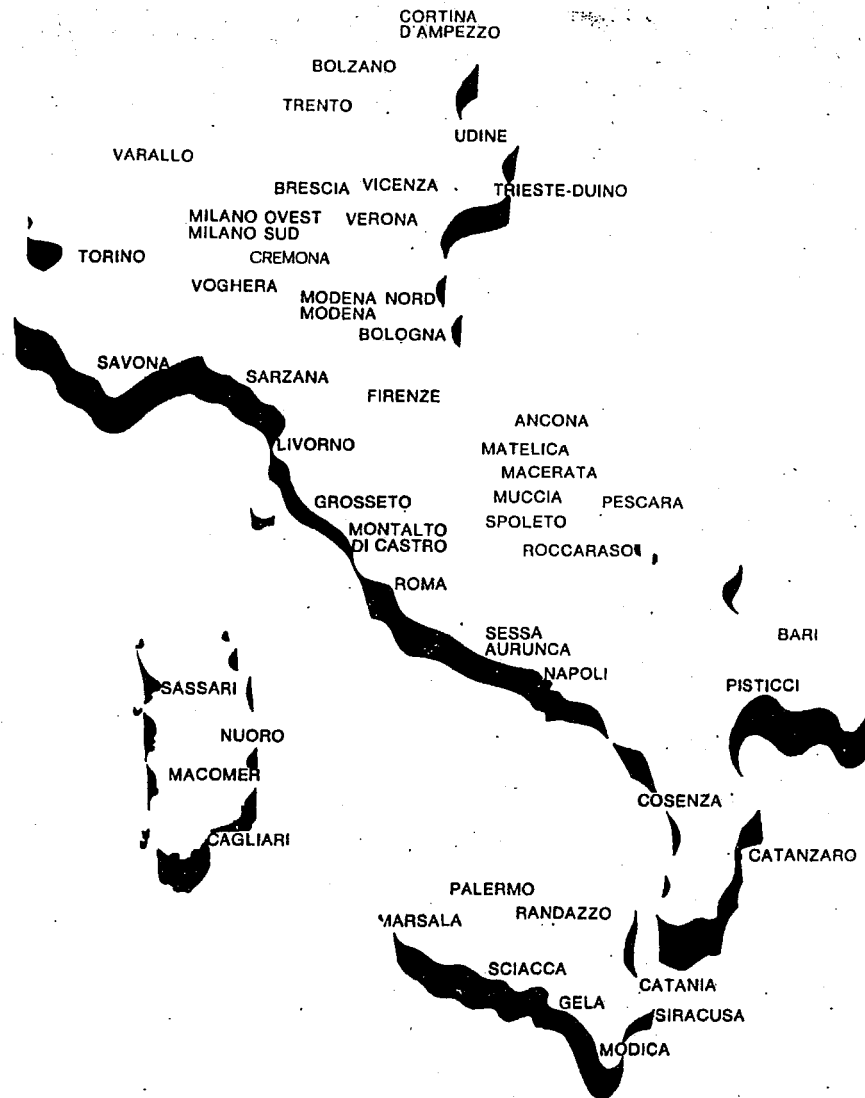 CORTINA
D'AMPEZZO
BOLZANO
TRENTO
UDINE
VARALLO
BRESCIA
VICENZA
TRIESTE-DUINO
MILANO OVEST
MILANO SUD
VERONA
TORINO
CREMONA
VOGHERA
MODENA NORD
MODENA
BOLOGNA
SAVONA
SARZANA
FIRENZE
ANCONA
LIVORNO
MATELICA
MACERATA
GROSSETO
MUCCIA
PESCARA
MONTALTO
DI CASTRO
SPOLETO
ROCCARASO
ROMA
SESSA
AURUNCA
BARI
NAPOLI
SASSARI
PISTICCI
NUORO
MACOMER
COSENZA
CAGLIARI
CATANZARO
PALERMO
MARSALA
RANDAZZO
SCIACCA
CATANIA
GELA
SIRACUSA
MODICA